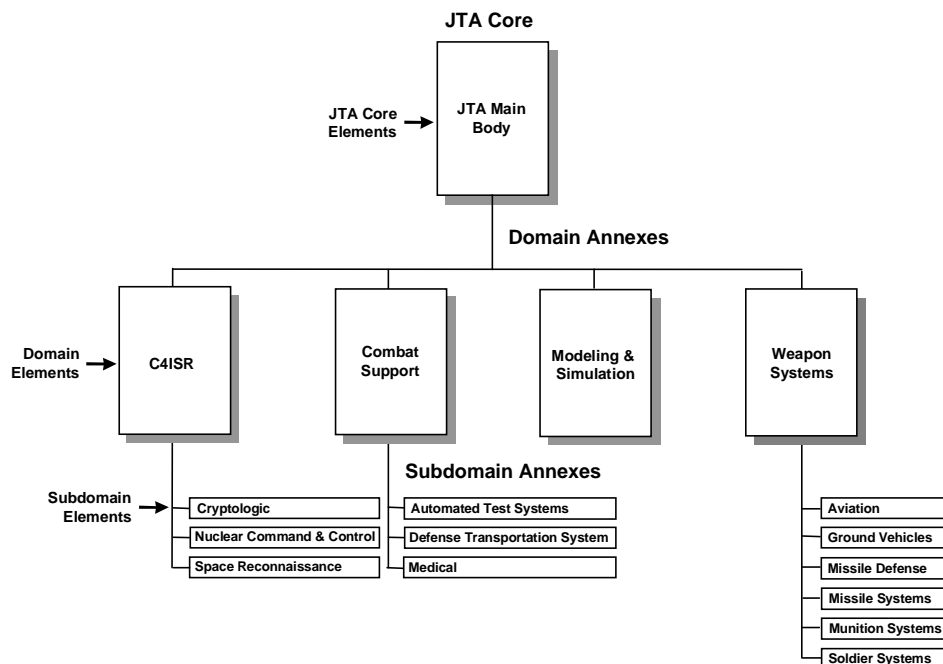 JTA Core
JTA Main
Body
JTA Core
Elements
Domain Annexes
Domain
Elements
C4ISR
Combat
Support
Modeling &
Simulation
Weapon
Systems
Subdomain Annexes
Subdomain
Elements
Cryptologic
Nuclear Command & Control
Space Reconnaissance
Automated Test Systems
Defense Transportation System
Medical
Aviation
Ground Vehicles
Missile Defense
Missile Systems
Munition Systems
Soldier Systems